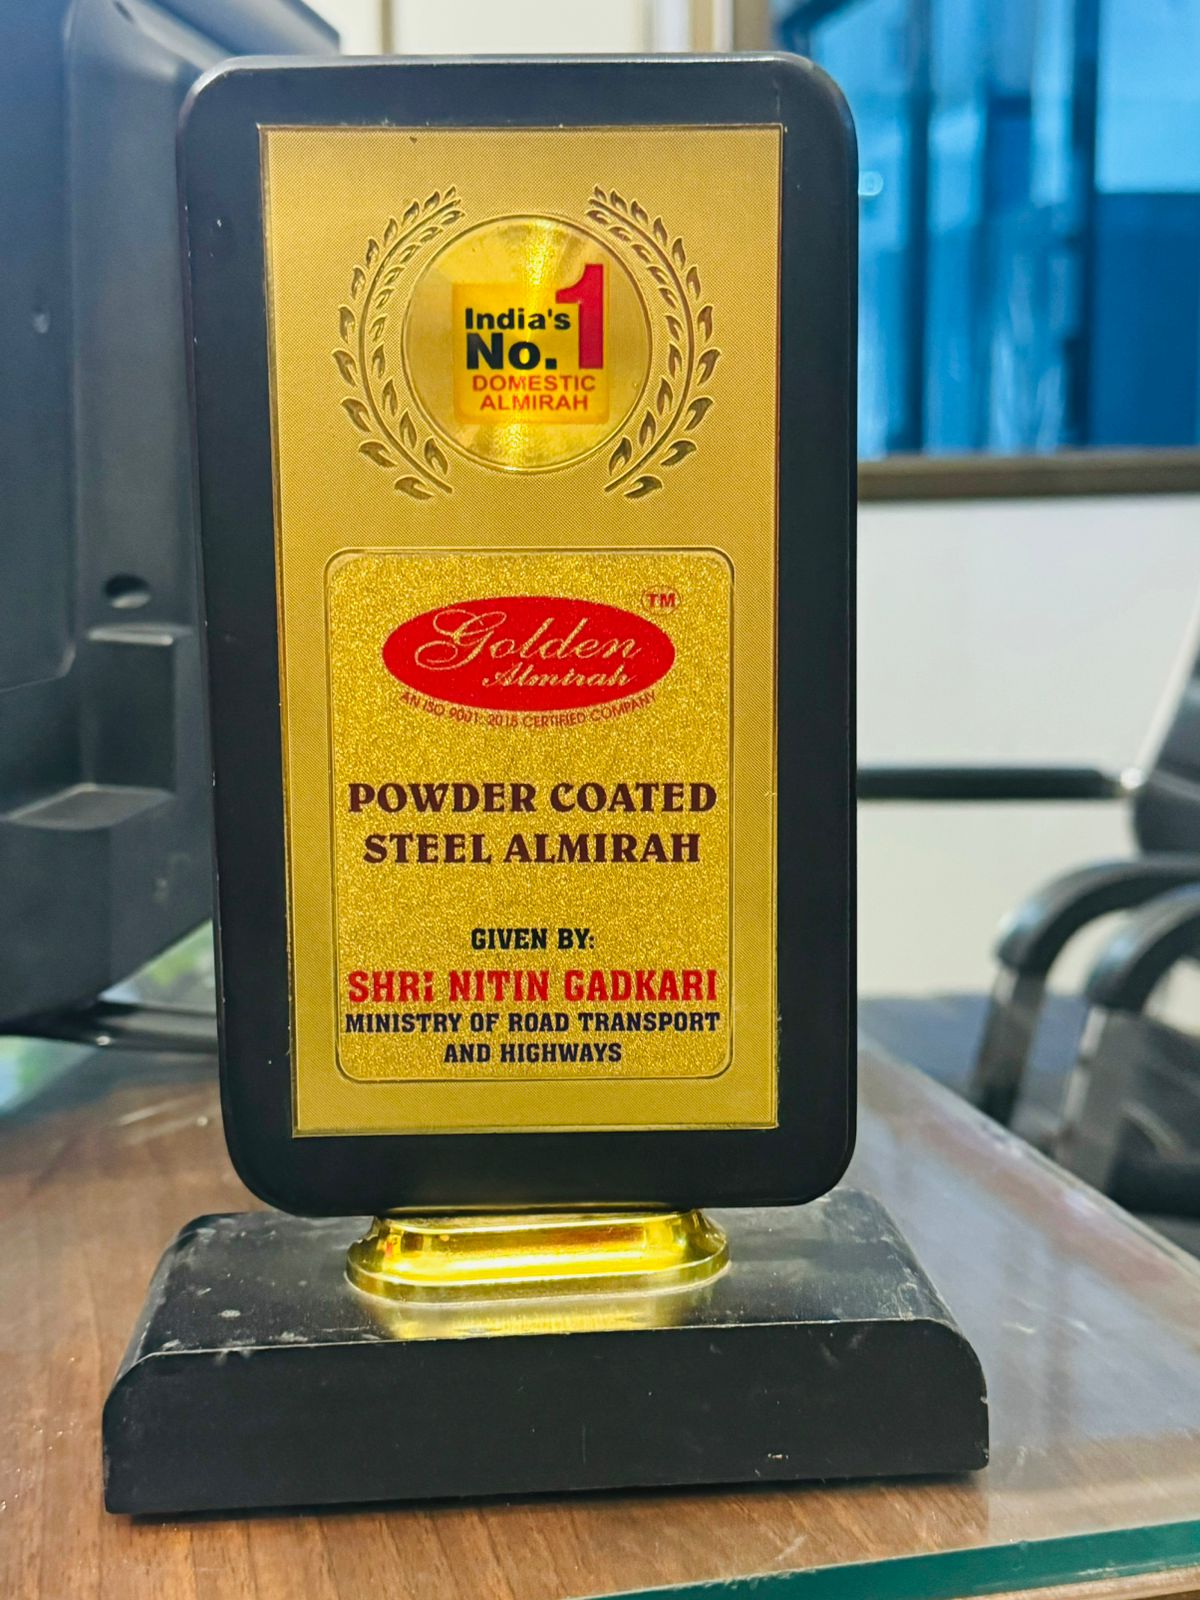 India's
No. 1
DOMESTIC
ALMIRAH
TM
Golden
Almirah
AN ISO 9001: 2015 CERTIFIED COMPANY
POWDER COATED
STEEL ALMIRAH
GIVEN BY:
SHRi NITIN GADKARI
MINISTRY OF ROAD TRANSPORT
AND HIGHWAYS